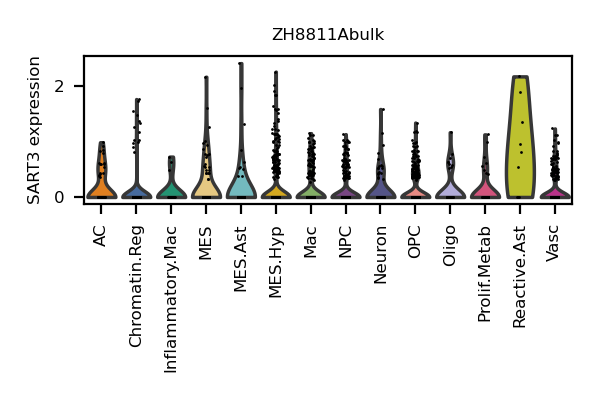 ZH8811Abulk
SART3 expression
2
0
AC
Chromatin.Reg
Inflammatory.Mac
MES
MES.Ast
MES.Hyp
Mac
NPC
Neuron
OPC
Oligo
Prolif.Metab
Reactive.Ast
Vasc